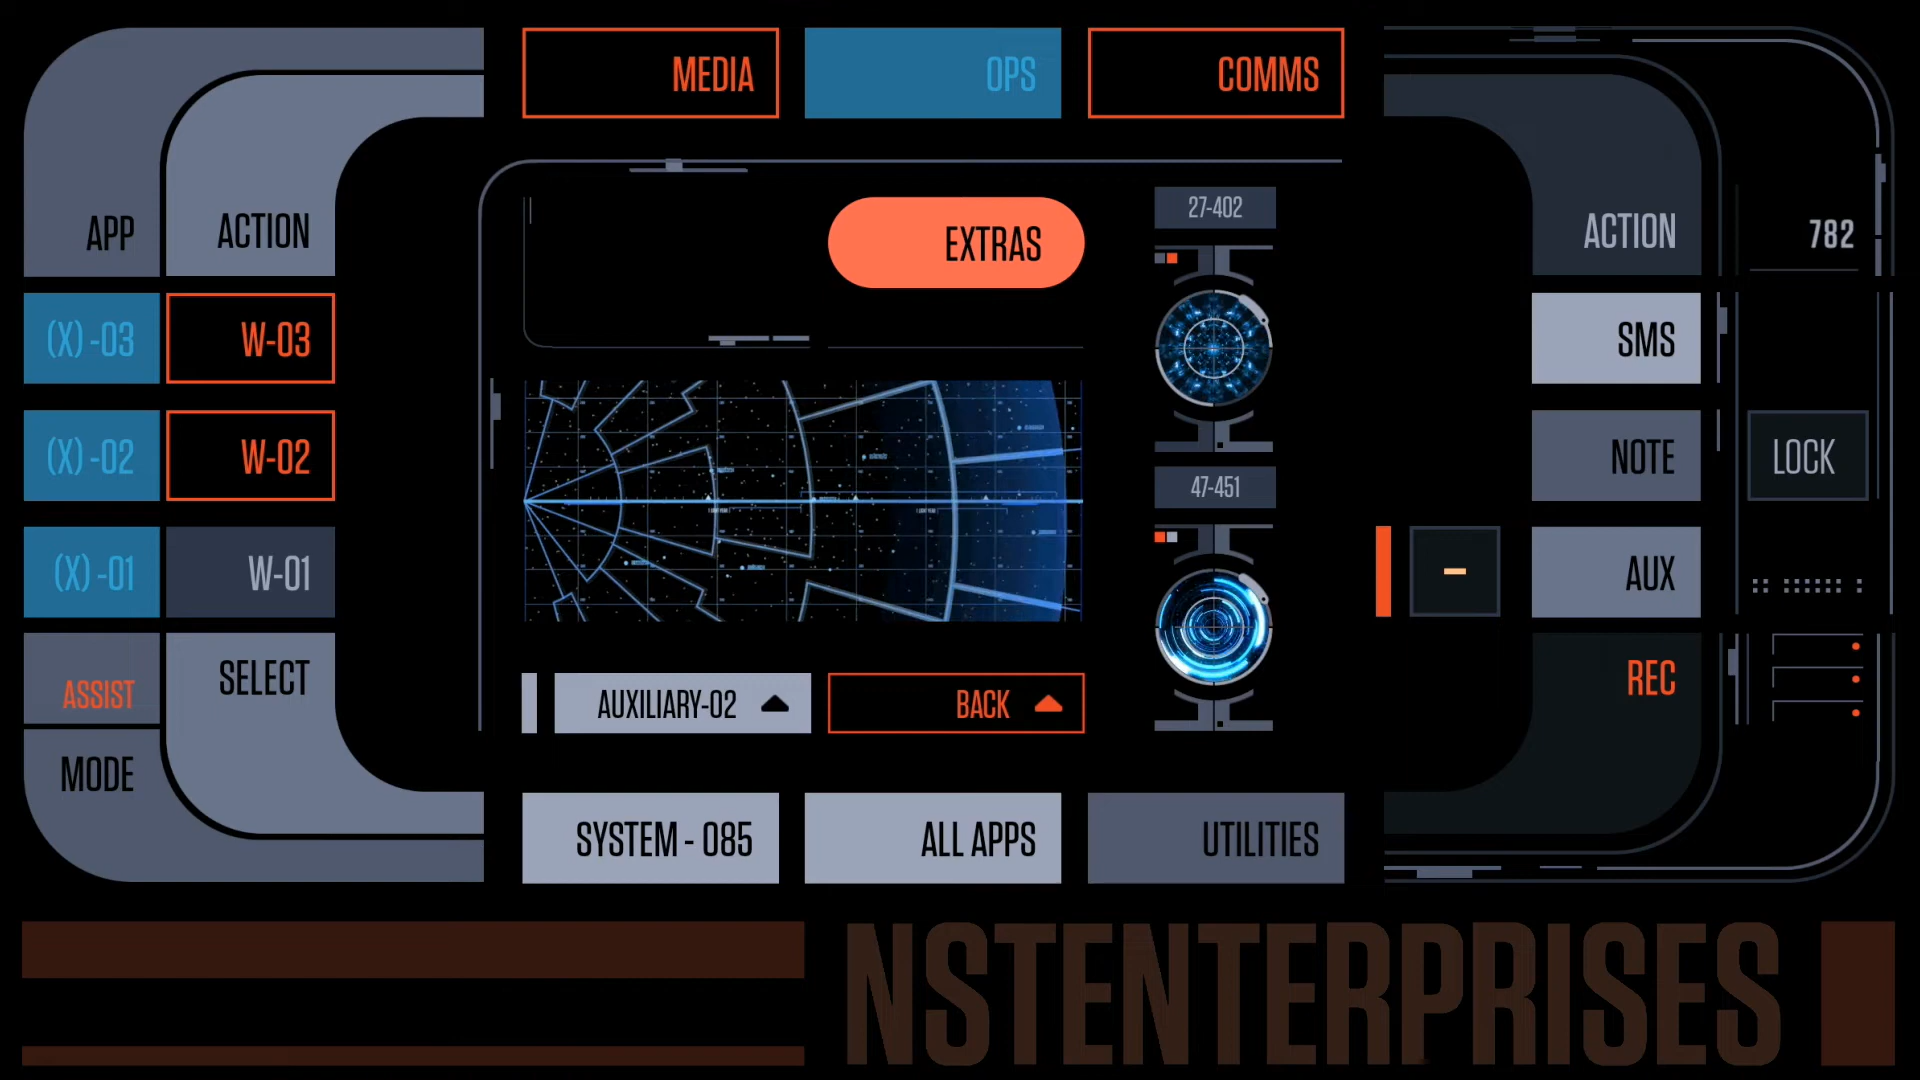 MEDIA
OPS
COMMS
APP
ACTION
EXTRAS
27-402
ACTION
782
(X)-03
W-03
SMS
(X)-02
W-02
NOTE
LOCK
47-451
(X)-01
W-01
-
AUX
ASSIST
SELECT
AUXILIARY-02
BACK
REC
MODE
SYSTEM - 085
ALL APPS
UTILITIES
NSTENTERPRISES